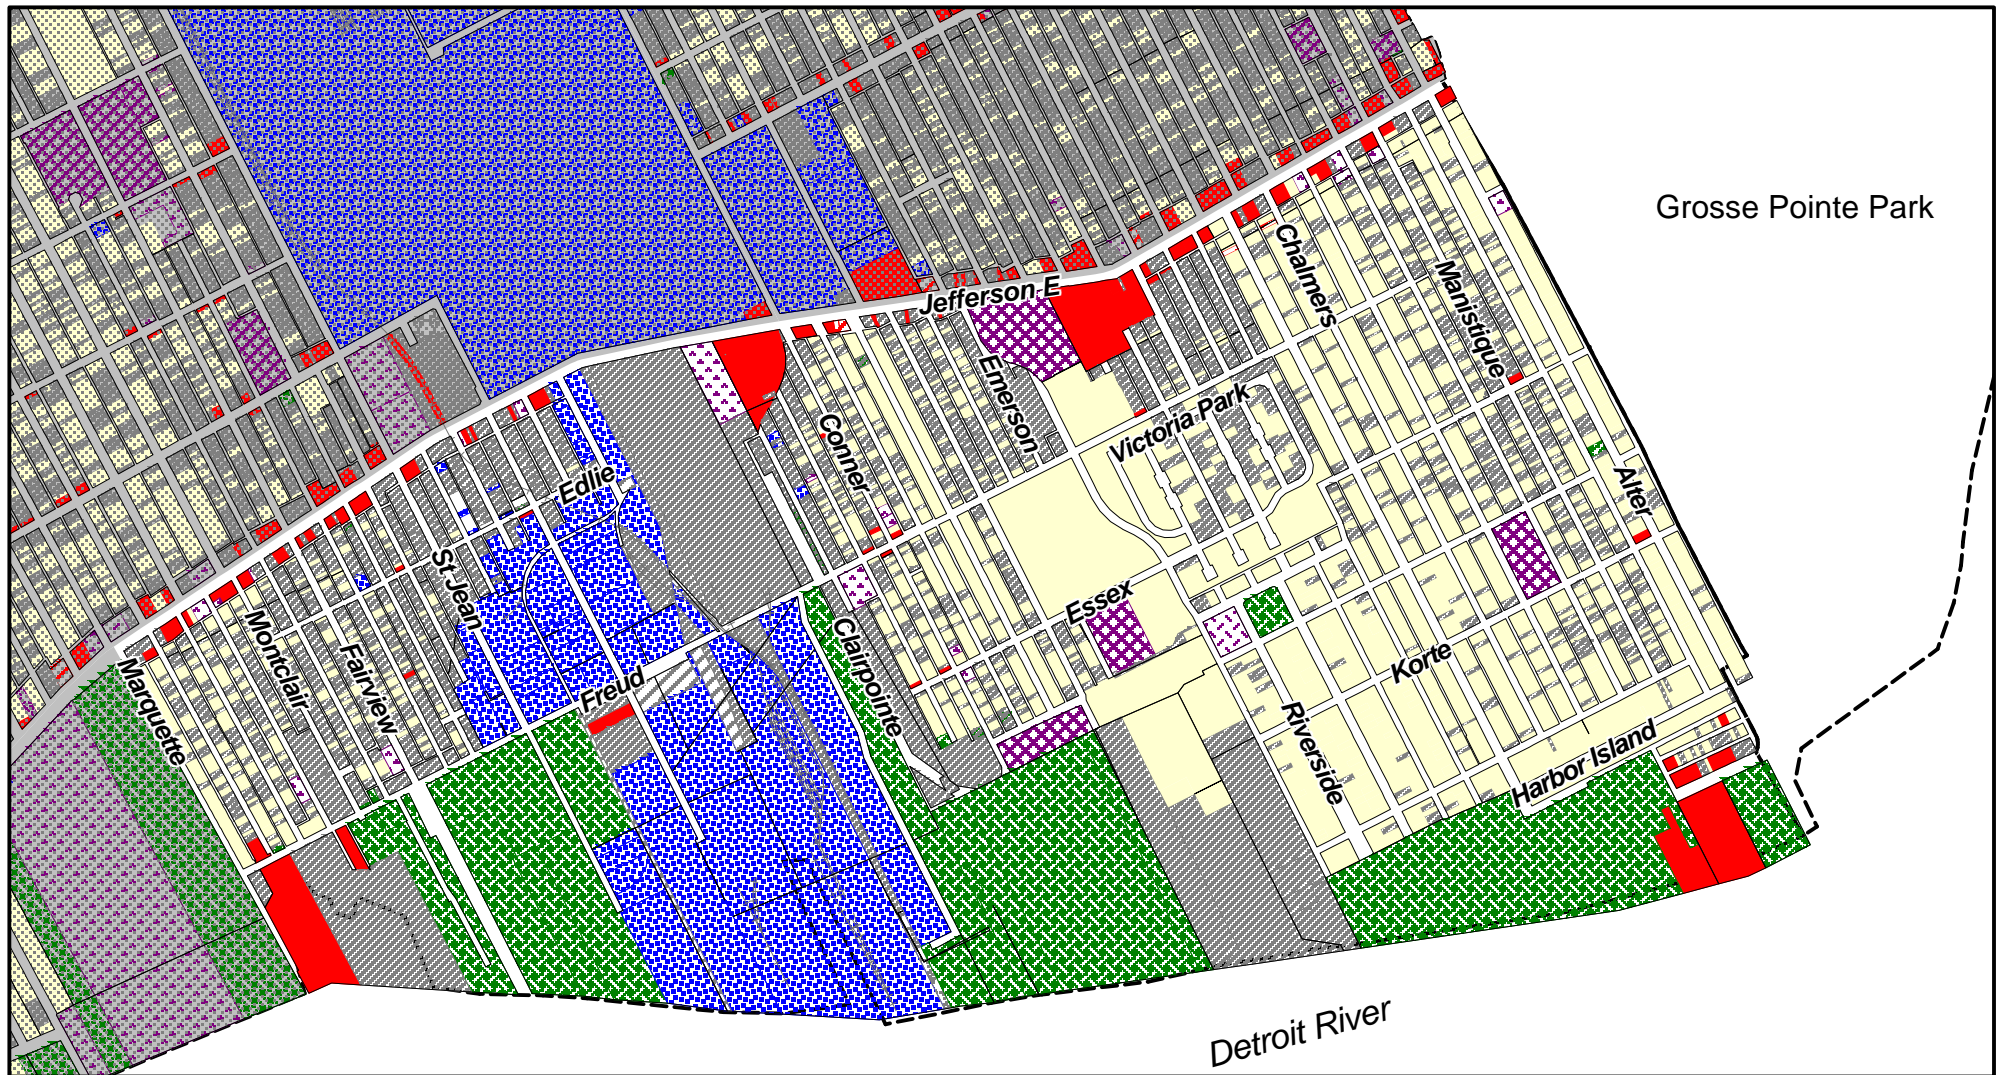 Grosse Pointe Park
Chalmers
Manistique
Jefferson E
Emerson
Victoria Park
Conner
Edlie
Alter
St Jean
Essex
Montclair
Fairview
Clairpointe
Korte
Marquette
Freud
Riverside
Harbor Island
Detroit River